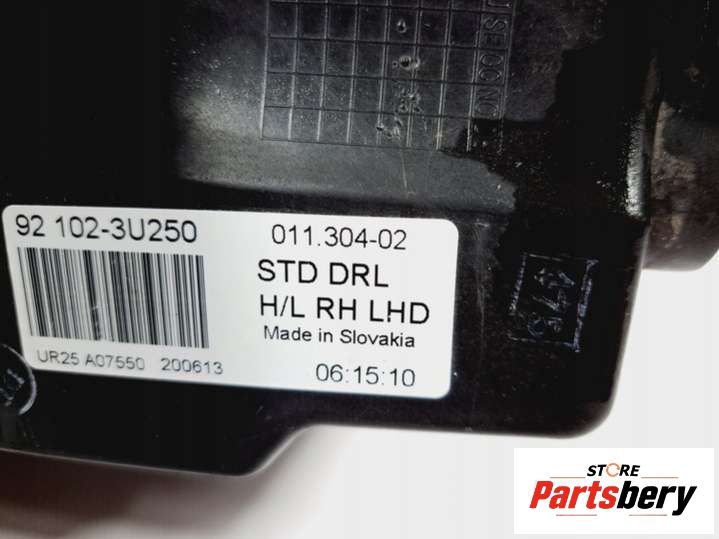 92 102-3U250
011.304-02
STD DRL
H/L RH LHD
Made in Slovakia
UR25 A07550 200613
06:15:10
STORE
Partsbery